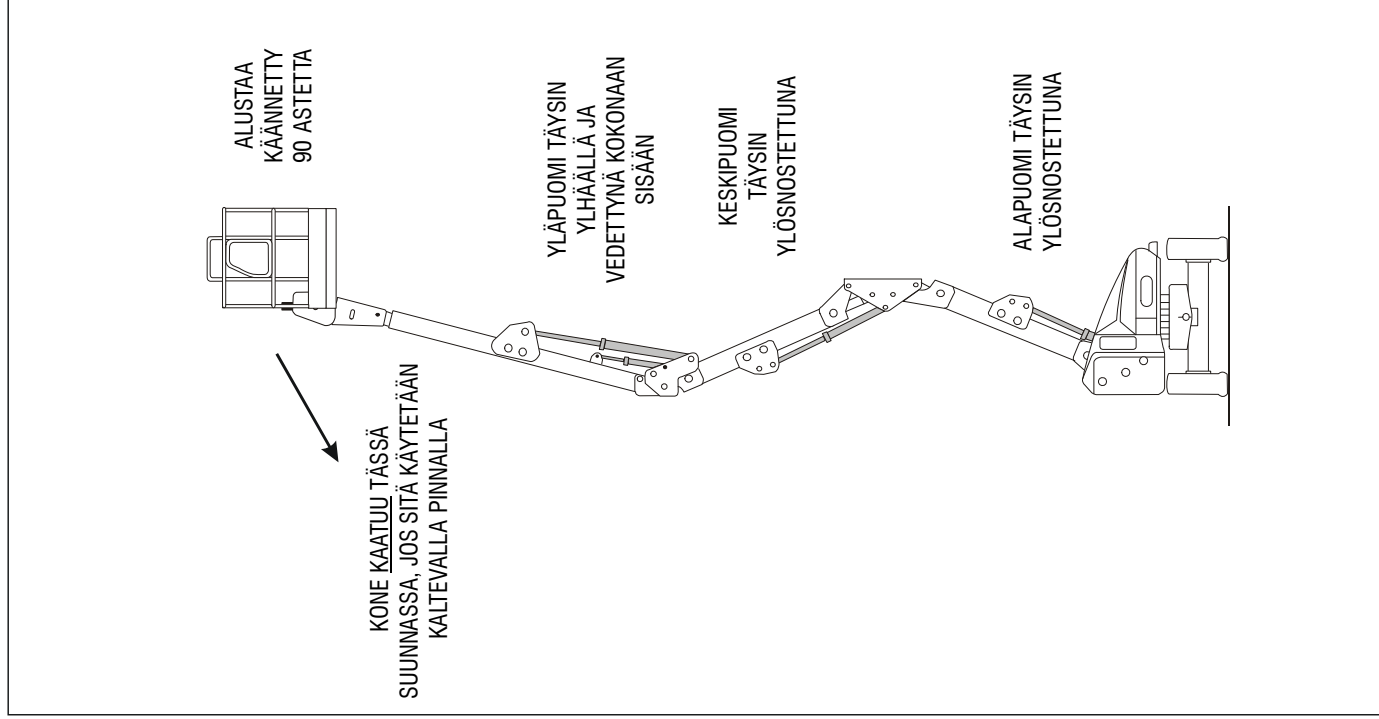 ALUSTAA
KÄÄNNETTY
90 ASTETTA
YLÄPUOMI TÄYSIN
YLHÄÄLLÄ JA
VEDETTYNÄ KOKONAAN
SISÄÄN
KESKIPUOMI
TÄYSIN
YLÖSNOSTETTUNA
ALAPUOMI TÄYSIN
YLÖSNOSTETTUNA
KONE KAATUU TÄSSÄ
SUUNNASSA, JOS SITÄ KÄYTETÄÄN
KALTEVALLA PINNALLA